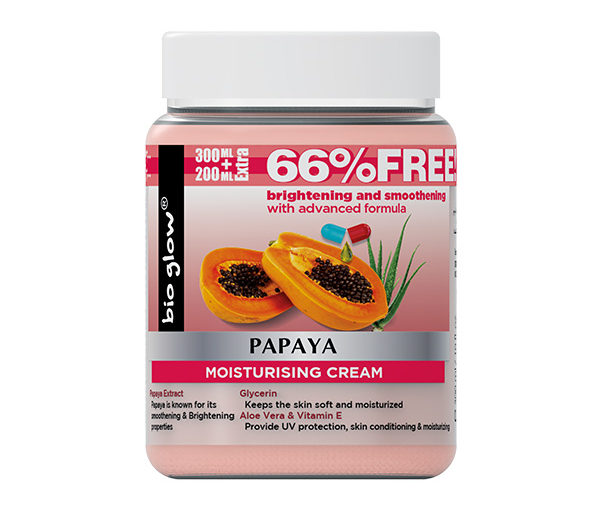 300ML
+
200ML
Extra
66%FREE!
brightening and smoothening
with advanced formula
bio glow®
PAPAYA
MOISTURISING CREAM
Papaya Extract
Papaya is known for its
smoothening & Brightening
properties
Glycerin
Keeps the skin soft and moisturized
Aloe Vera & Vitamin E
Provide UV protection, skin conditioning & moisturizing